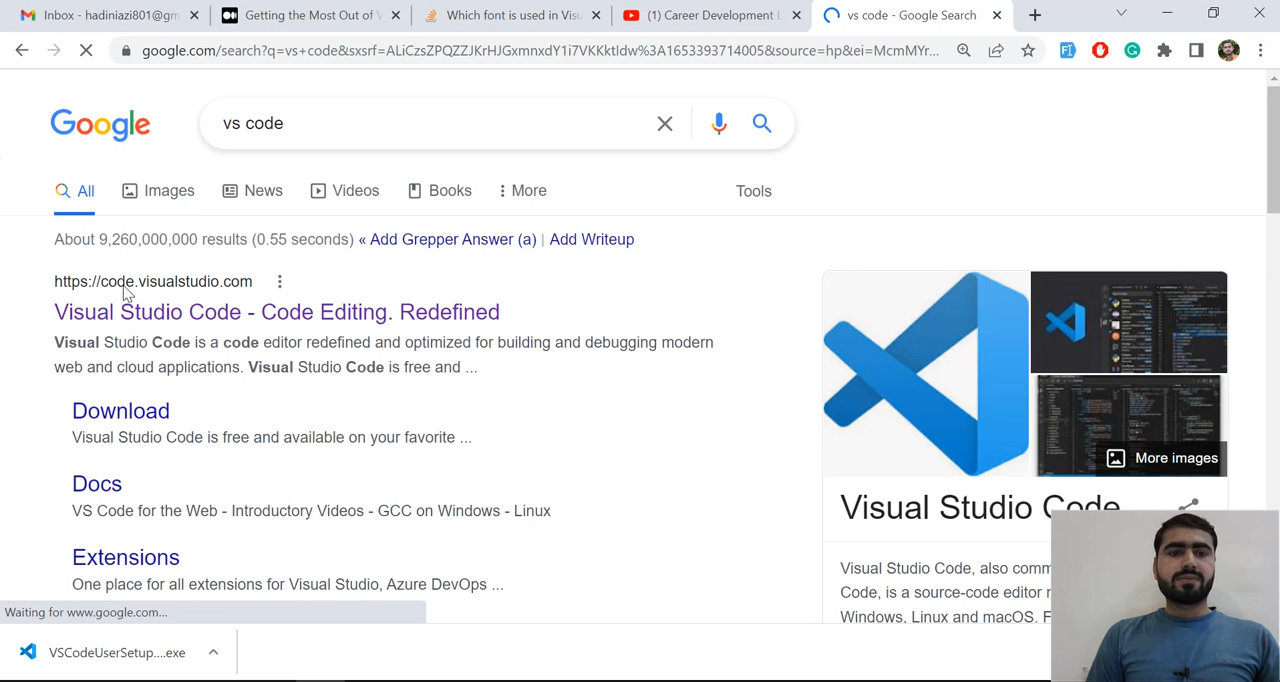 Inbox - hadiniazi801@gm
Getting the Most Out of V
Which font is used in Visu
(1) Career Development L
vs code - Google Search
google.com/search?q=vs+code&sxsrf=ALiCzsZPQZZJKrHJGxmnxdY1i7VKKktldw%3A1653393714005&source=hp&ei=McmMYr...
Google
vs code
All Images News Videos Books More Tools
About 9,260,000,000 results (0.55 seconds) « Add Grepper Answer (a) | Add Writeup
https://code.visualstudio.com
Visual Studio Code - Code Editing. Redefined
Visual Studio Code is a code editor redefined and optimized for building and debugging modern
web and cloud applications. Visual Studio Code is free and ...
Download
Visual Studio Code is free and available on your favorite ...
Docs
VS Code for the Web - Introductory Videos - GCC on Windows - Linux
Extensions
One place for all extensions for Visual Studio, Azure DevOps ...
More images
Visual Studio Code
Visual Studio Code, also comm
Code, is a source-code editor
Windows, Linux and macOS. F
Waiting for www.google.com...
VSCodeUserSetup....exe